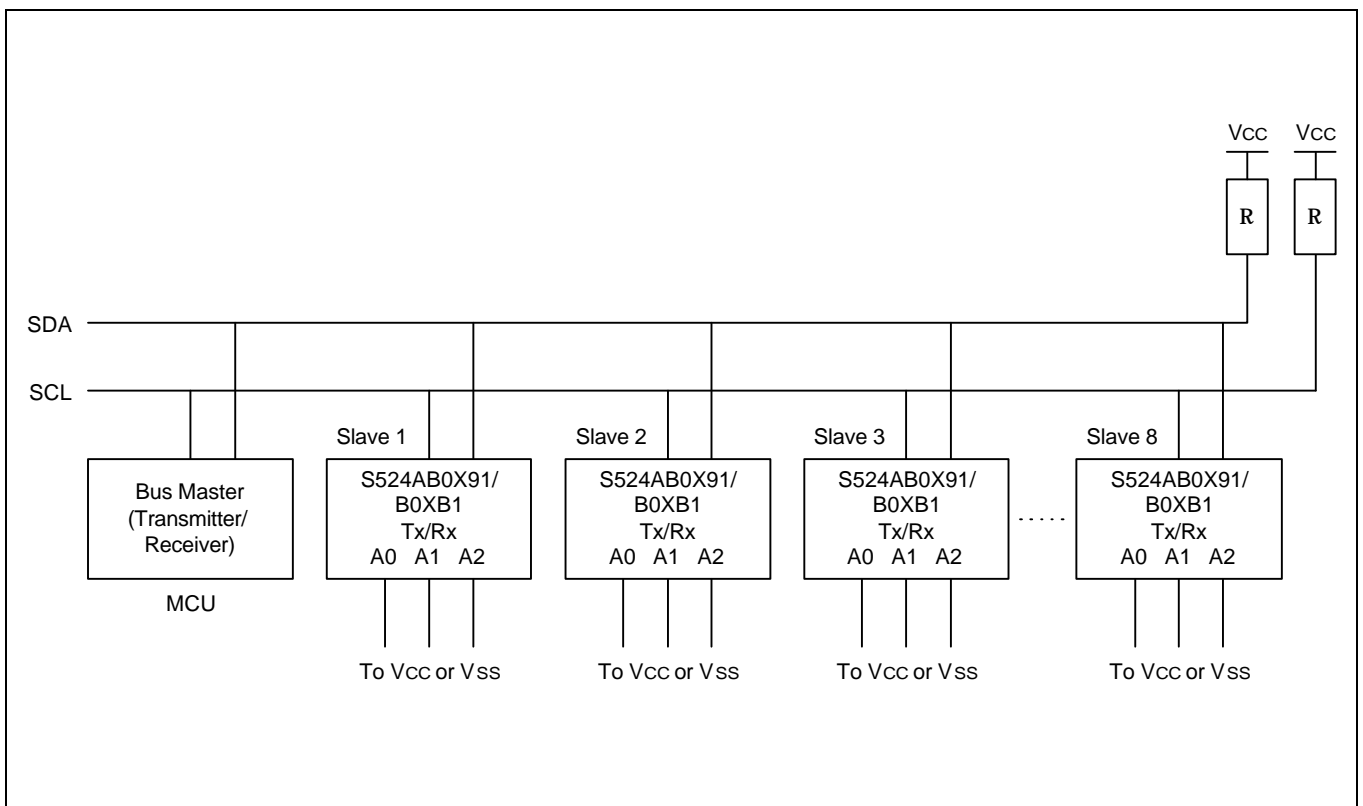 VCC VCC
R R
SDA
SCL
Slave 1 Slave 2 Slave 3 Slave 8
Bus Master
(Transmitter/
Receiver)
MCU
S524AB0X91/
B0XB1
Tx/Rx
A0 A1 A2
To VCC or VSS
S524AB0X91/
B0XB1
Tx/Rx
A0 A1 A2
To VCC or VSS
S524AB0X91/
B0XB1
Tx/Rx
A0 A1 A2
To VCC or VSS
.....
S524AB0X91/
B0XB1
Tx/Rx
A0 A1 A2
To VCC or VSS